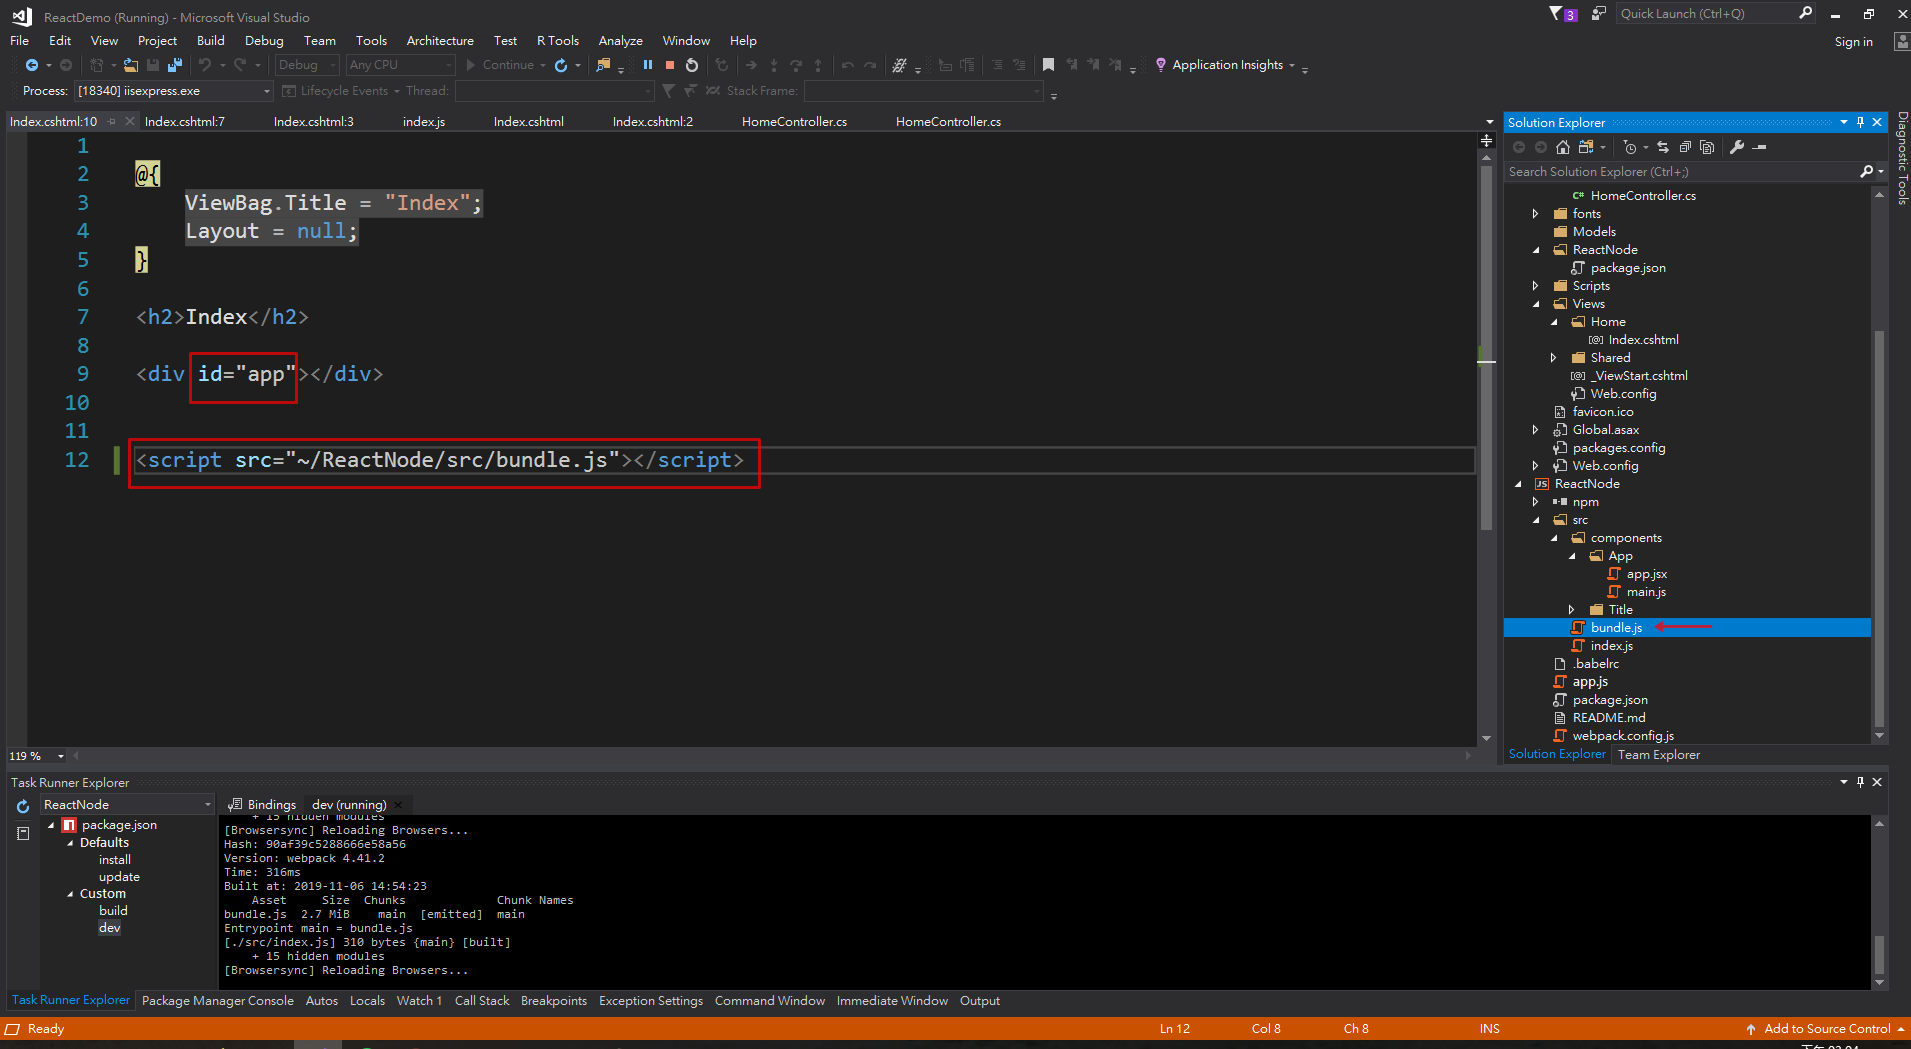 ReactDemo (Running) - Microsoft Visual Studio
3
Quick Launch (Ctrl+Q)
File Edit View Project Build Debug Team Tools Architecture Test R Tools Analyze Window Help
Sign in
Debug Any CPU Continue Application Insights
Process: [18340] iisexpress.exe Lifecycle Events Thread: Stack Frame:
Index.cshtml:10 Index.cshtml:7 Index.cshtml:3 index.js Index.cshtml Index.cshtml:2 HomeController.cs HomeController.cs
1
2 @{
3 ViewBag.Title = "Index";
4 Layout = null;
5 }
6
7 <h2>Index</h2>
8
9 <div id="app"></div>
10
11
12 <script src="~/ReactNode/src/bundle.js"></script>
119 %
Solution Explorer
Search Solution Explorer (Ctrl+;)
C# HomeController.cs
fonts
Models
ReactNode
package.json
Scripts
Views
Home
[@] Index.cshtml
Shared
[@] _ViewStart.cshtml
Web.config
favicon.ico
Global.asax
packages.config
Web.config
JS ReactNode
npm
src
components
App
app.jsx
main.js
Title
bundle.js
index.js
.babelrc
app.js
package.json
README.md
webpack.config.js
Solution Explorer Team Explorer
Diagnostic Tools
Task Runner Explorer
ReactNode
package.json
Defaults
install
update
Custom
build
dev
Bindings dev (running)
+ 15 hidden modules
[Browsersync] Reloading Browsers...
Hash: 90af39c5288666e58a56
Version: webpack 4.41.2
Time: 316ms
Built at: 2019-11-06 14:54:23
Asset Size Chunks Chunk Names
bundle.js 2.7 MiB main [emitted] main
Entrypoint main = bundle.js
[./src/index.js] 310 bytes {main} [built]
+ 15 hidden modules
[Browsersync] Reloading Browsers...
Task Runner Explorer Package Manager Console Autos Locals Watch 1 Call Stack Breakpoints Exception Settings Command Window Immediate Window Output
Ready Ln 12 Col 8 Ch 8 INS Add to Source Control